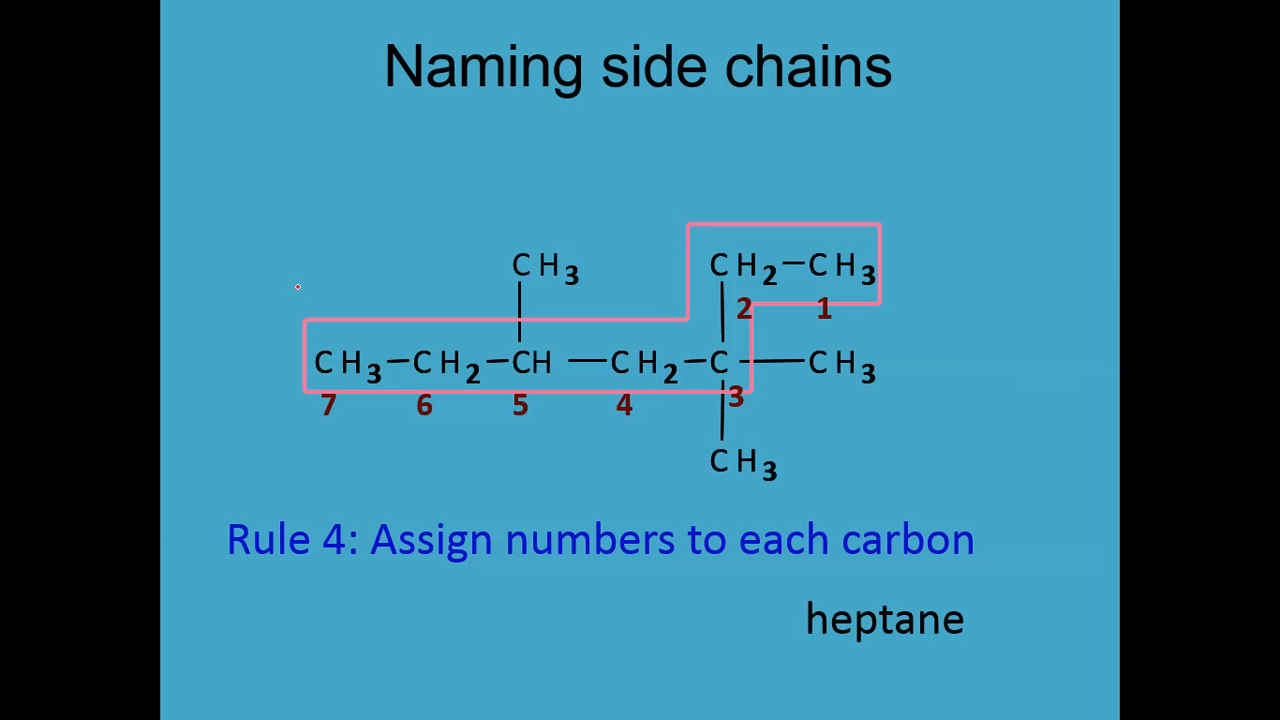 Naming side chains
CH3 CH2–CH3
2 1
CH3–CH2–CH–CH2–C–CH3
7 6 5 4 3
CH3
Rule 4: Assign numbers to each carbon
heptane